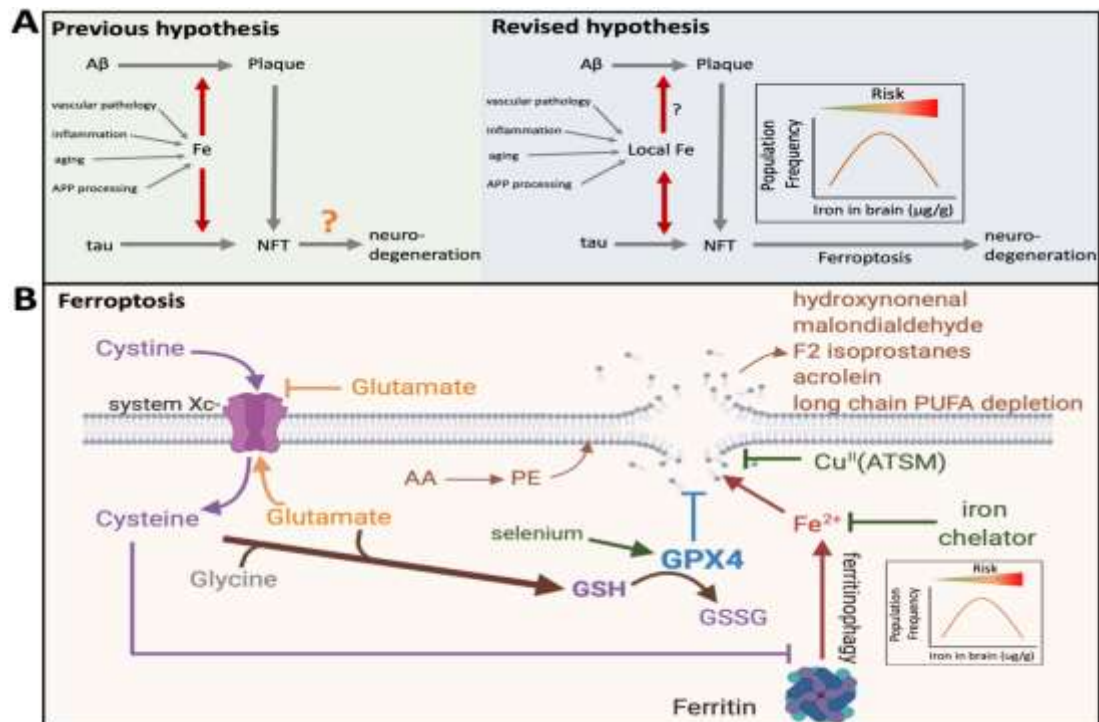 A
Previous hypothesis
Aβ
Plaque
vascular pathology
inflammation
Fe
aging
APP processing
?
tau
NFT
neuro-
degeneration
Revised hypothesis
Aβ
Plaque
vascular pathology
?
inflammation
Local Fe
aging
APP processing
tau
NFT
Ferroptosis
neuro-
degeneration
Risk
Population
Frequency
Iron in brain (µg/g)
B
Ferroptosis
hydroxynonenal
malondialdehyde
F2 isoprostanes
acrolein
long chain PUFA depletion
Cystine
system Xc-
Glutamate
AA
PE
Cuᴵᴵ(ATSM)
Cysteine
Glutamate
selenium
GPX4
Fe²⁺
iron
chelator
Glycine
GSH
GSSG
ferritinophagy
Ferritin
Risk
Population
Frequency
Iron in brain (ug/g)